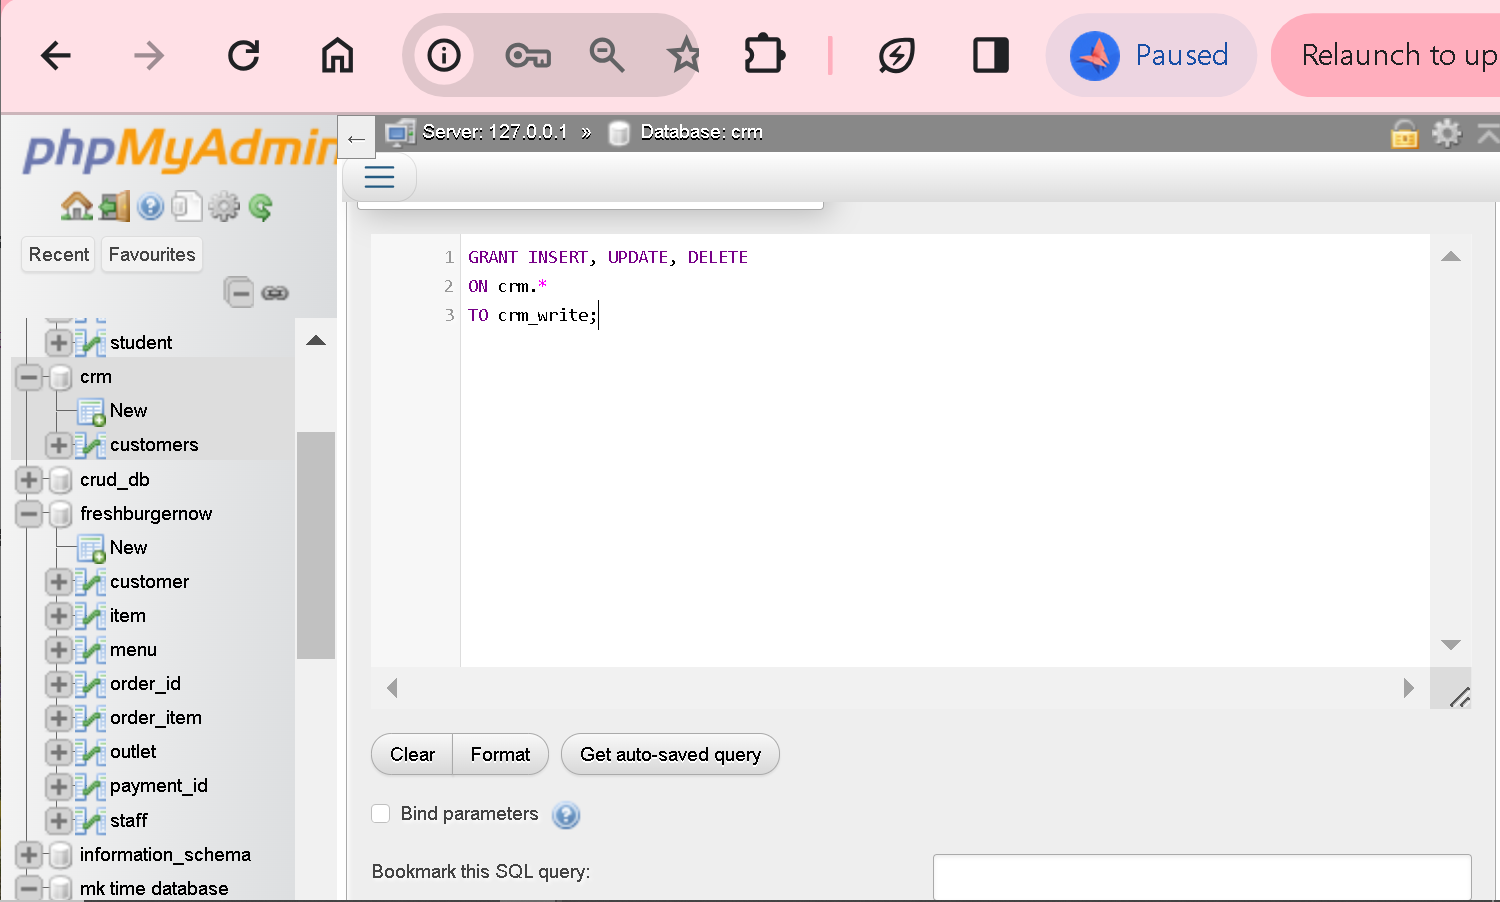 Paused
Relaunch to up
phpMyAdmin
← Server: 127.0.0.1 » Database: crm
Recent Favourites
1 GRANT INSERT, UPDATE, DELETE
2 ON crm.*
3 TO crm_write;
student
crm
New
customers
crud_db
freshburgernow
New
customer
item
menu
order_id
order_item
outlet
payment_id
staff
information_schema
mk time database
Clear Format Get auto-saved query
Bind parameters
Bookmark this SQL query: